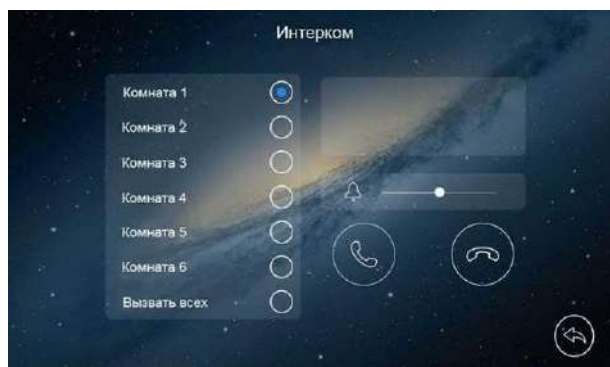 Интерком
Комната 1
Комната 2
Комната 3
Комната 4
Комната 5
Комната 6
Вызвать всех